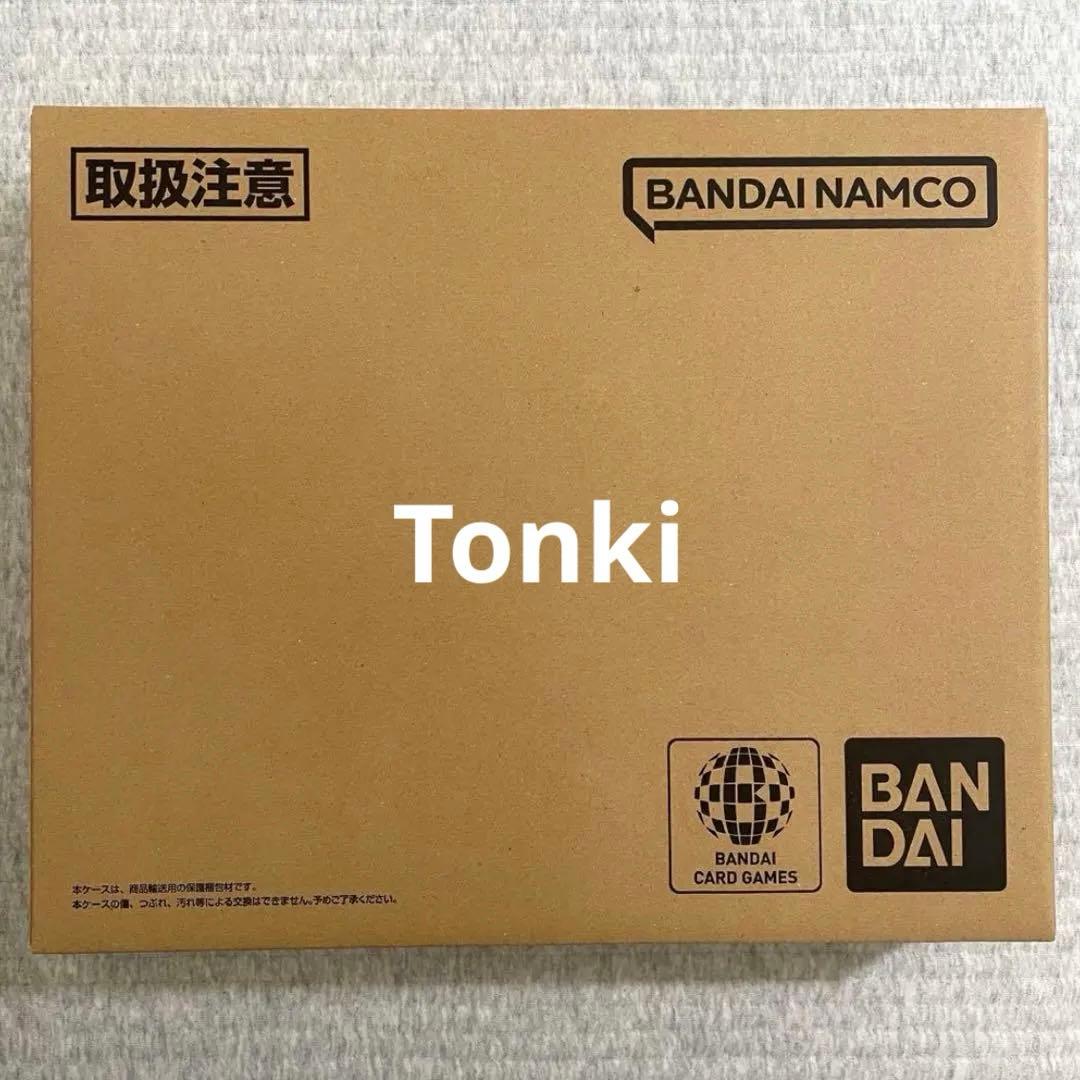 取扱注意
BANDAI NAMCO
Tonki
BANDAI
CARD GAMES
BAN
DAI
本ケースは、商品輸送用の保護梱包材です。
本ケースの傷、つぶれ、汚れ等による交換はできません。予めご了承ください。